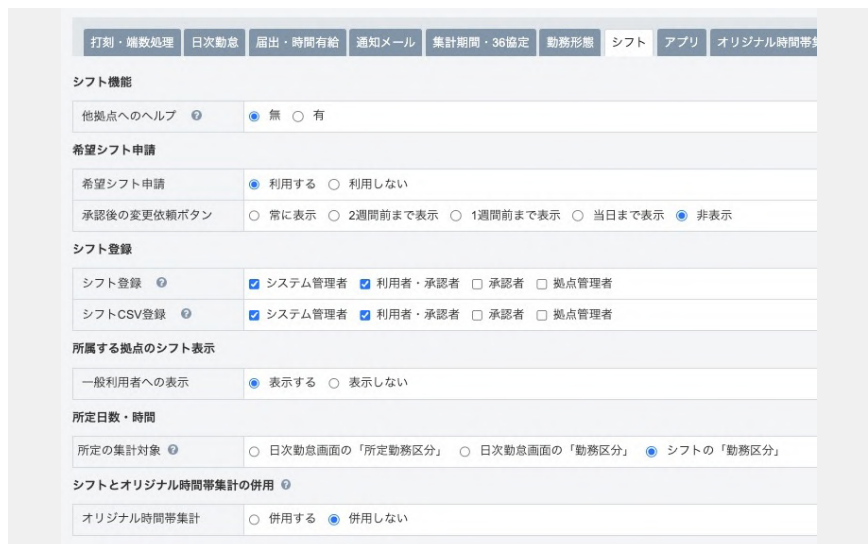 打刻・端数処理 日次勤怠 届出・時間有給 通知メール 集計期間・36協定 勤務形態 シフト アプリ オリジナル時間帯集
シフト機能
他拠点へのヘルプ ? 無 有
希望シフト申請
希望シフト申請 利用する 利用しない
承認後の変更依頼ボタン 常に表示 2週間前まで表示 1週間前まで表示 当日まで表示 非表示
シフト登録
シフト登録 ? システム管理者 利用者・承認者 承認者 拠点管理者
シフトCSV登録 ? システム管理者 利用者・承認者 承認者 拠点管理者
所属する拠点のシフト表示
一般利用者への表示 表示する 表示しない
所定日数・時間
所定の集計対象 ? 日次勤怠画面の「所定勤務区分」 日次勤怠画面の「勤務区分」 シフトの「勤務区分」
シフトとオリジナル時間帯集計の併用 ?
オリジナル時間帯集計 併用する 併用しない